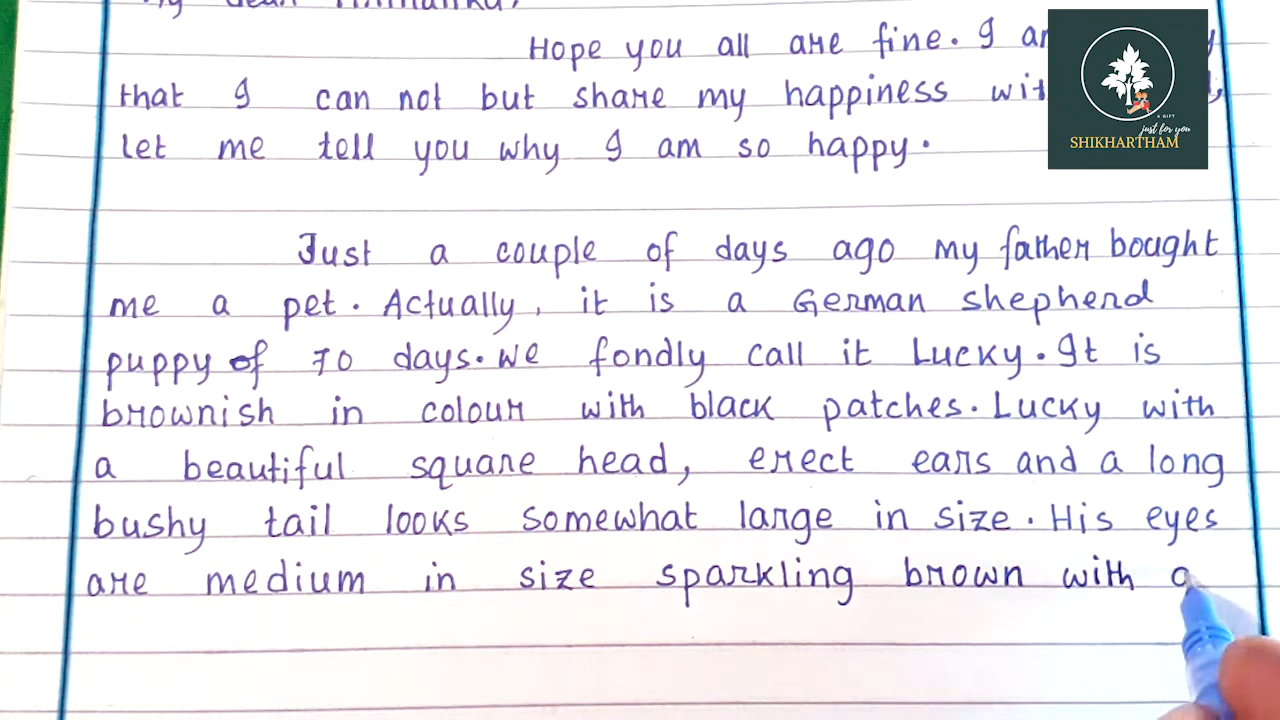 My dear
Hope you all are fine. I am
that I can not but share my happiness with
let me tell you why I am so happy.
Just a couple of days ago my father bought
me a pet. Actually, it is a German shepherd
puppy of 70 days. We fondly call it Lucky. It is
brownish in colour with black patches. Lucky with
a beautiful square head, erect ears and a long
bushy tail looks somewhat large in size. His eyes
are medium in size sparkling brown with a
A GIFT
just for you
SHIKHARTHAM